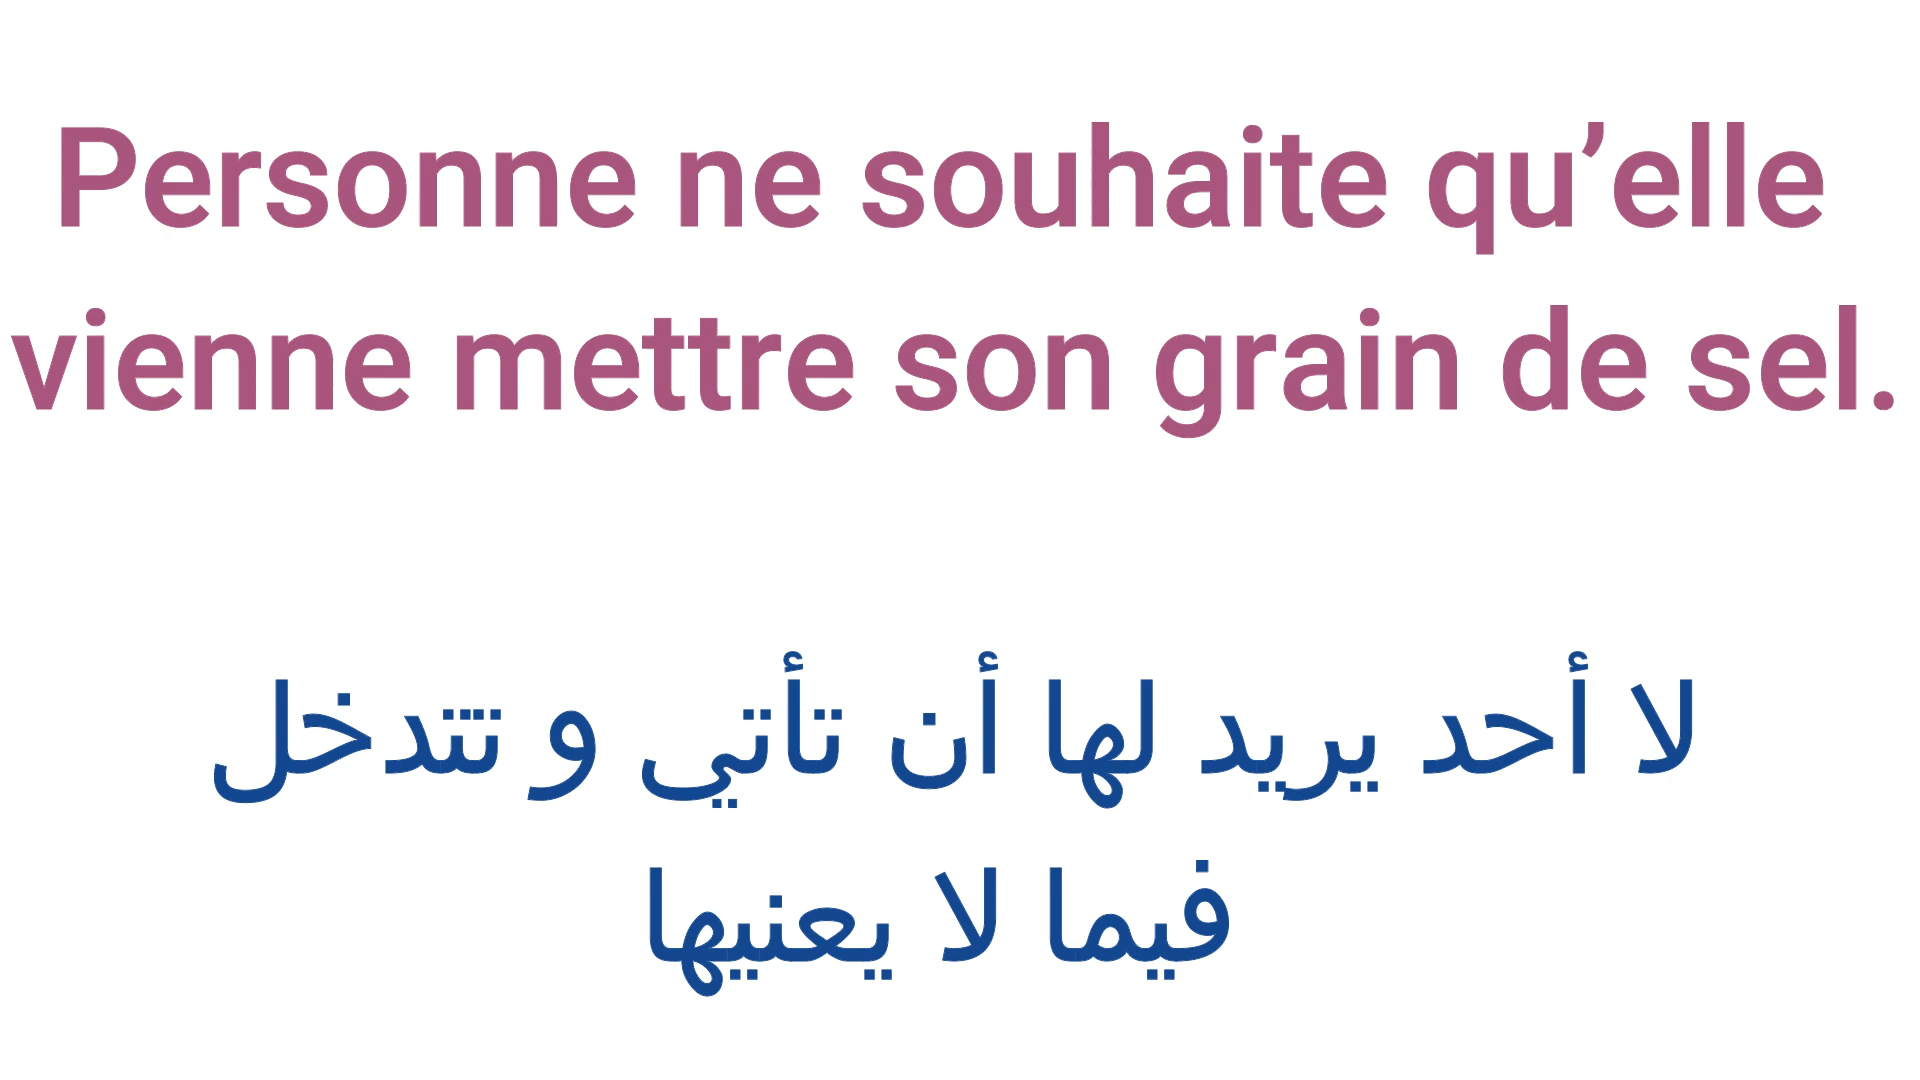 Personne ne souhaite qu’elle
vienne mettre son grain de sel.
لا أحد يريد لها أن تأتي و تتدخل
فيما لا يعنيها